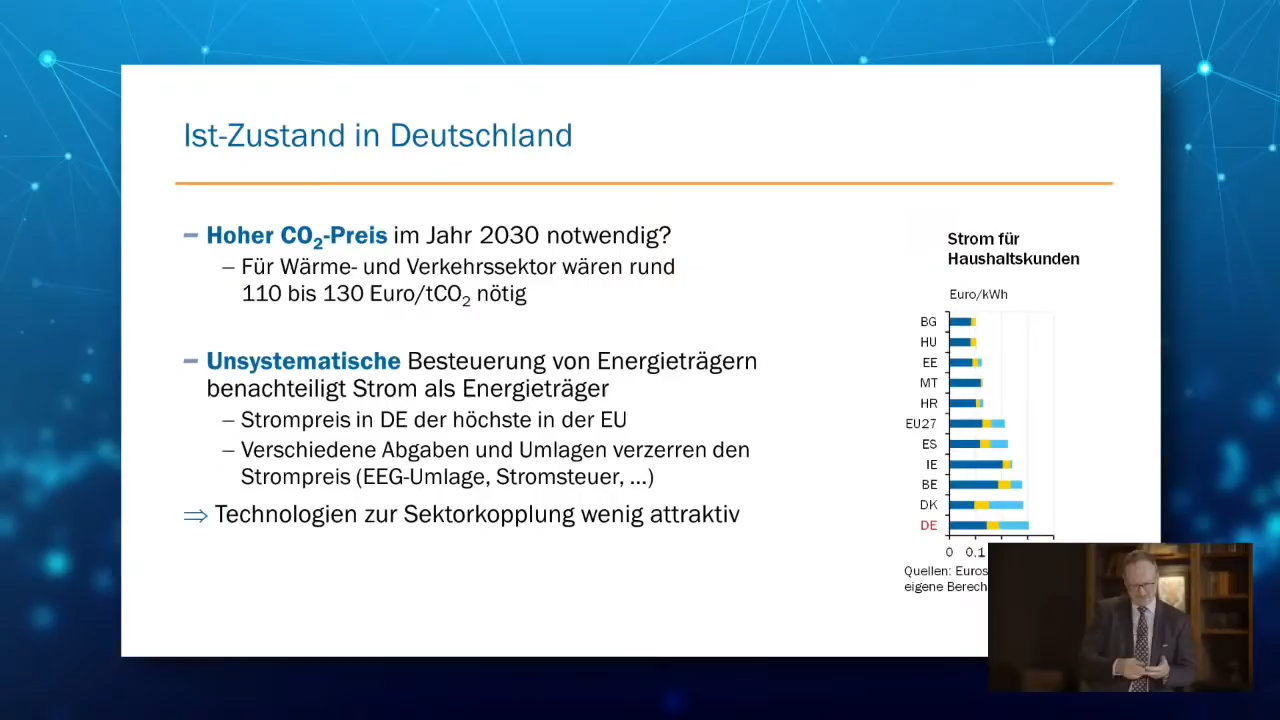 Ist-Zustand in Deutschland
– Hoher CO₂-Preis im Jahr 2030 notwendig?
– Für Wärme- und Verkehrssektor wären rund
110 bis 130 Euro/tCO₂ nötig
– Unsystematische Besteuerung von Energieträgern
benachteiligt Strom als Energieträger
– Strompreis in DE der höchste in der EU
– Verschiedene Abgaben und Umlagen verzerren den
Strompreis (EEG-Umlage, Stromsteuer, ...)
⇒ Technologien zur Sektorkopplung wenig attraktiv
Strom für
Haushaltskunden
Euro/kWh
BG
HU
EE
MT
HR
EU27
ES
IE
BE
DK
DE
0 0.1
Quellen: Euros
eigene Berech